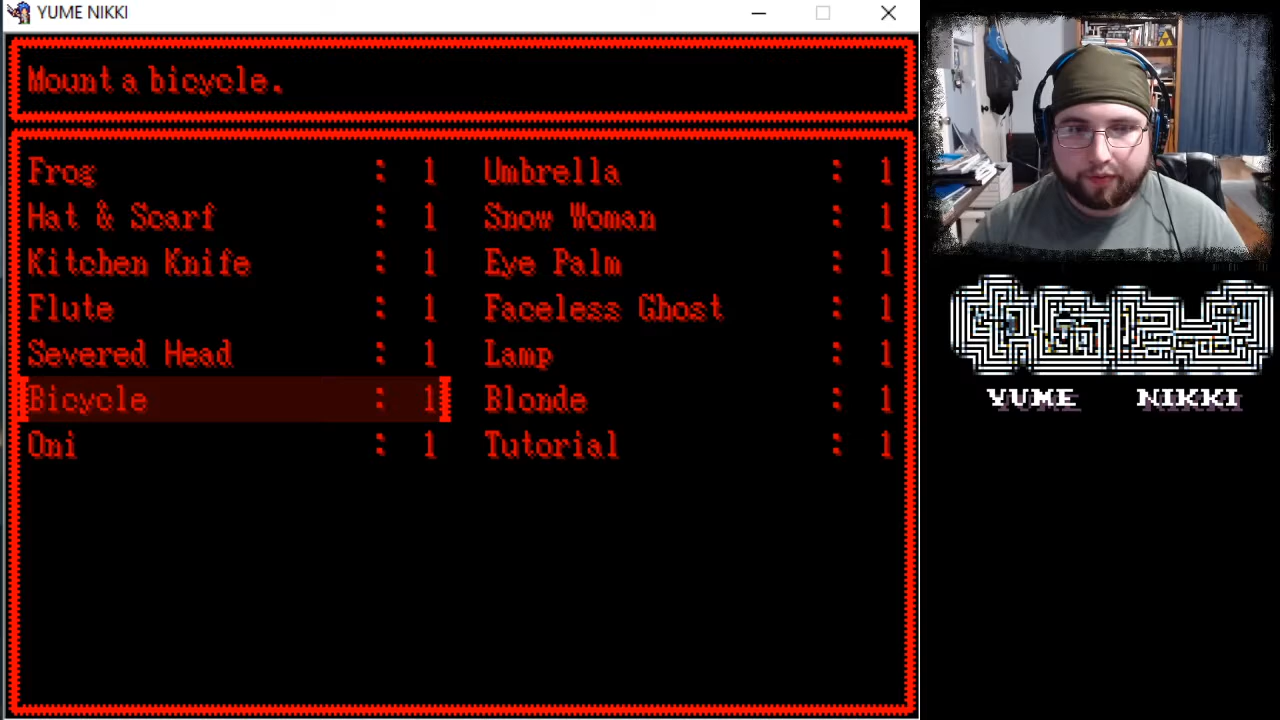 YUME NIKKI
Mount a bicycle.
Frog : 1 Umbrella : 1
Hat & Scarf : 1 Snow Woman : 1
Kitchen Knife : 1 Eye Palm : 1
Flute : 1 Faceless Ghost : 1
Severed Head : 1 Lamp : 1
Bicycle : 1 Blonde : 1
Oni : 1 Tutorial : 1
YUME NIKKI